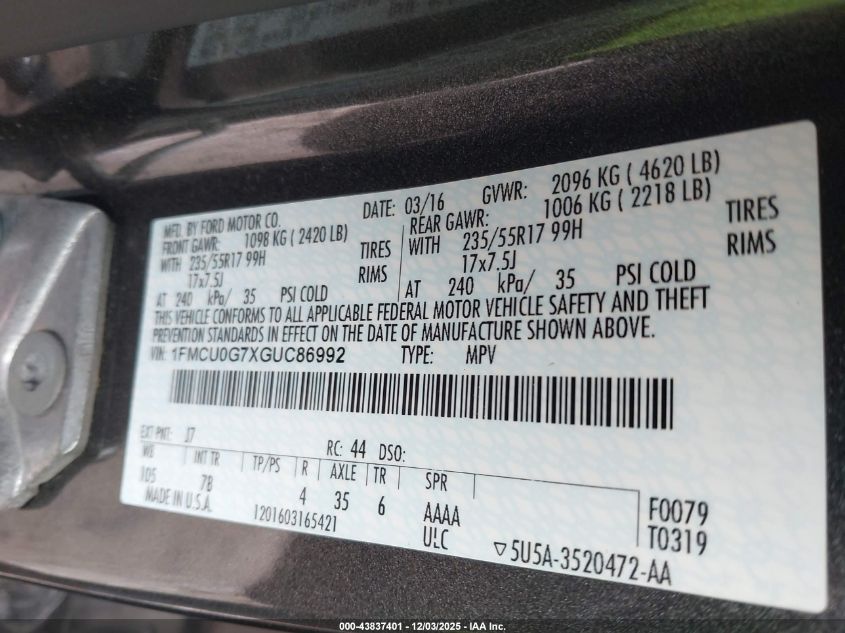 MFD. BY FORD MOTOR CO. DATE: 03/16 GVWR: 2096 KG ( 4620 LB)
FRONT GAWR: 1098 KG ( 2420 LB) REAR GAWR: 1006 KG ( 2218 LB)
WITH 235/55R17 99H TIRES WITH 235/55R17 99H TIRES
17x7.5J RIMS 17x7.5J RIMS
AT 240 kPa/ 35 PSI COLD AT 240 kPa/ 35 PSI COLD
THIS VEHICLE CONFORMS TO ALL APPLICABLE FEDERAL MOTOR VEHICLE SAFETY AND THEFT
PREVENTION STANDARDS IN EFFECT ON THE DATE OF MANUFACTURE SHOWN ABOVE.
VIN: 1FMCU0G7XGUC86992 TYPE: MPV
EXT PNT: J7 RC: 44 DSO:
WB INT TR TP/PS R AXLE TR SPR
105 7B 4 35 6 AAAA F0079
MADE IN U.S.A. 1201603165421 ULC T0319
▽5U5A-3520472-AA
000-43837401 - 12/03/2025 - IAA Inc.